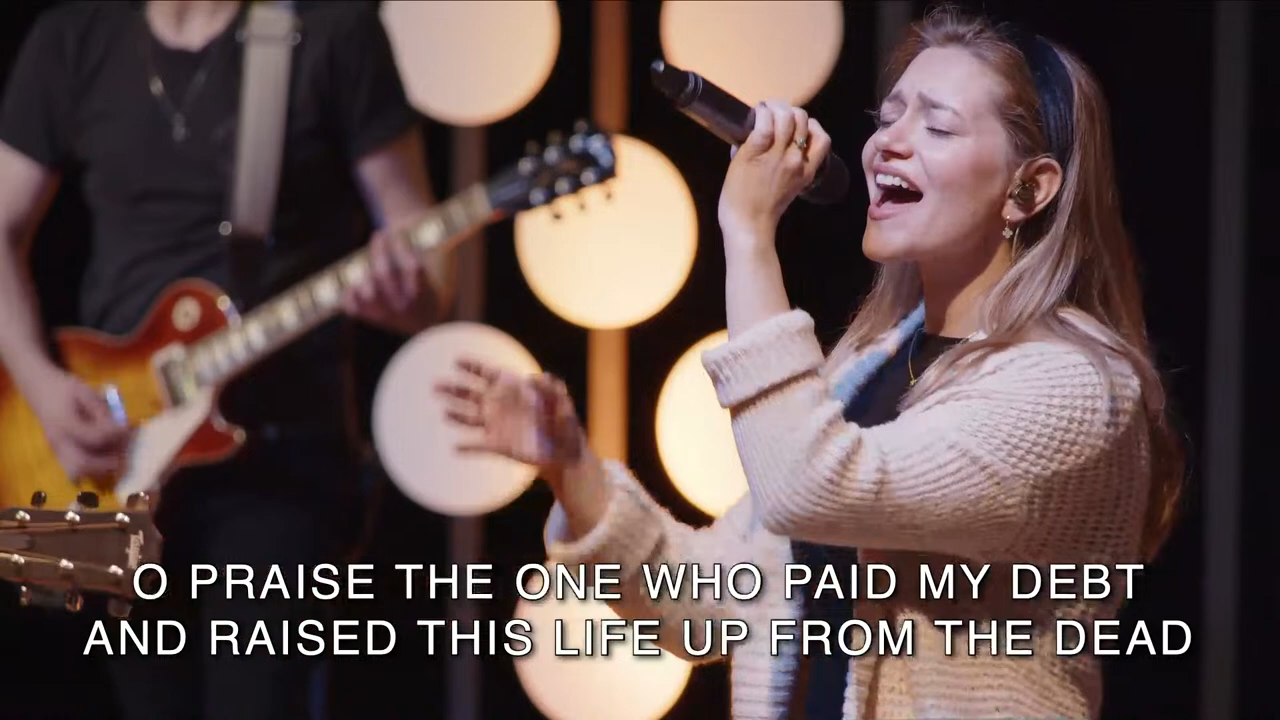 O PRAISE THE ONE WHO PAID MY DEBT
AND RAISED THIS LIFE UP FROM THE DEAD